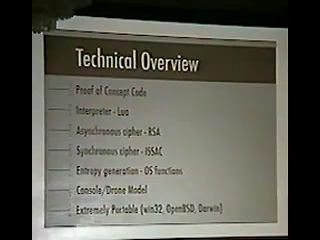 Technical Overview
Proof of Concept Code
Interpreter - Lua
Asynchronous cipher - RSA
Synchronous cipher - ISSAC
Entropy generation - OS functions
Console/Drone Model
Extremely Portable (win32, OpenBSD, Darwin)